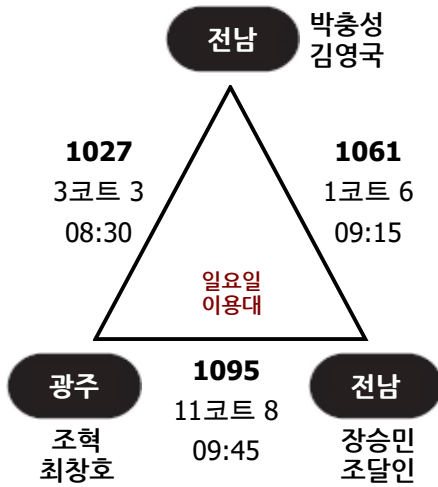 전남
박충성
김영국
1027
3코트 3
08:30
1061
1코트 6
09:15
일요일
이용대
광주
조혁
최창호
1095
11코트 8
09:45
전남
장승민
조달인